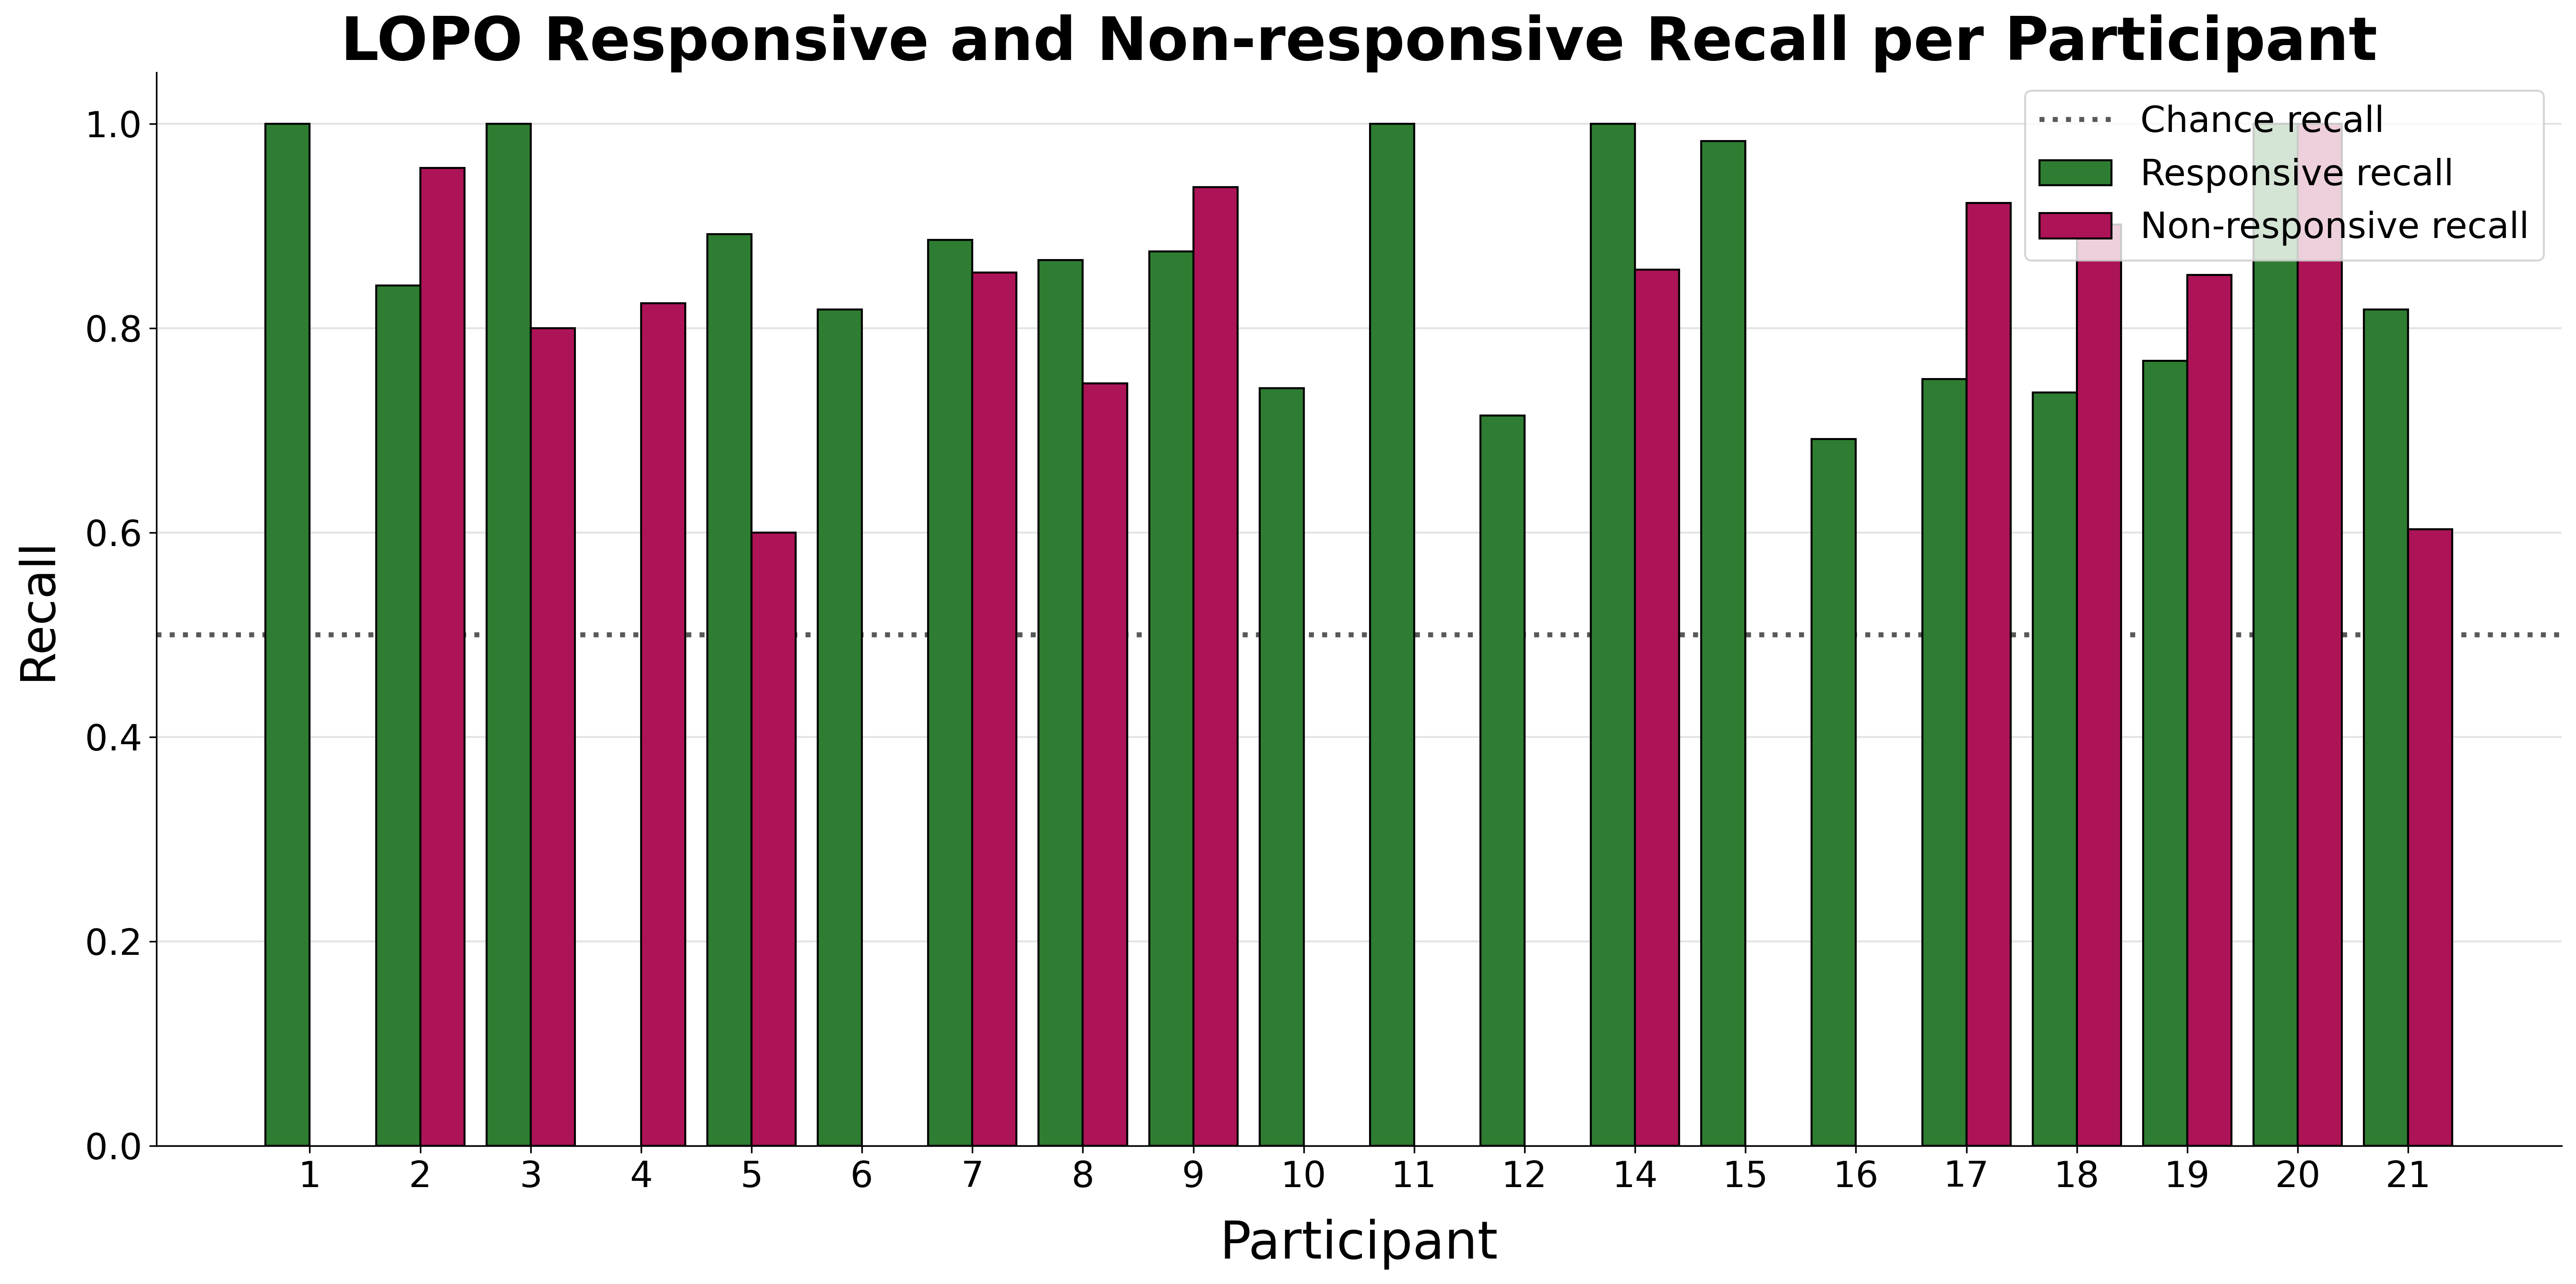 LOPO Responsive and Non-responsive Recall per Participant
Chance recall
Responsive recall
Non-responsive recall
1.0
0.8
0.6
0.4
0.2
0.0
Recall
1 2 3 4 5 6 7 8 9 10 11 12 14 15 16 17 18 19 20 21
Participant